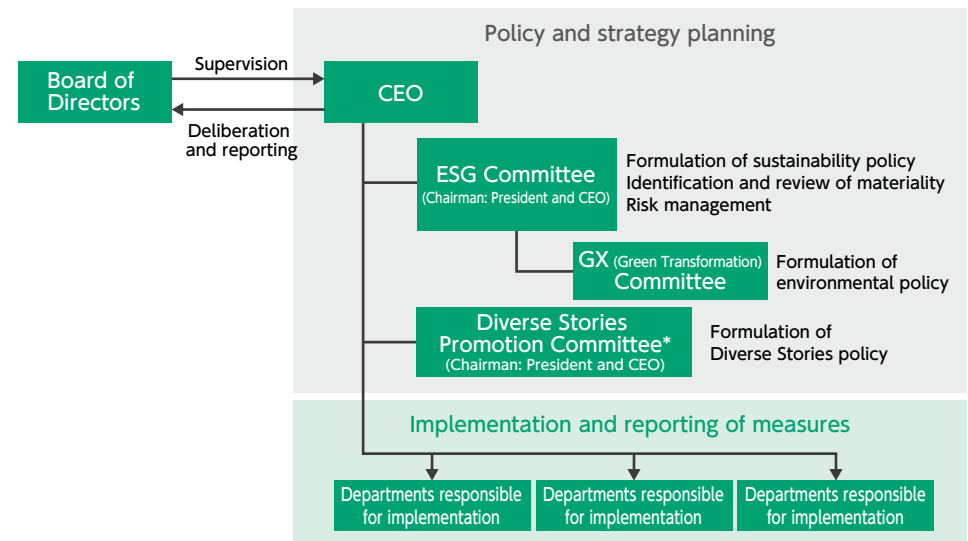 Policy and strategy planning
Board of
Directors
Supervision
Deliberation
and reporting
CEO
ESG Committee
(Chairman: President and CEO)
Formulation of sustainability policy
Identification and review of materiality
Risk management
GX (Green Transformation)
Committee
Formulation of
environmental policy
Diverse Stories
Promotion Committee*
(Chairman: President and CEO)
Formulation of
Diverse Stories policy
Implementation and reporting of measures
Departments responsible
for implementation
Departments responsible
for implementation
Departments responsible
for implementation